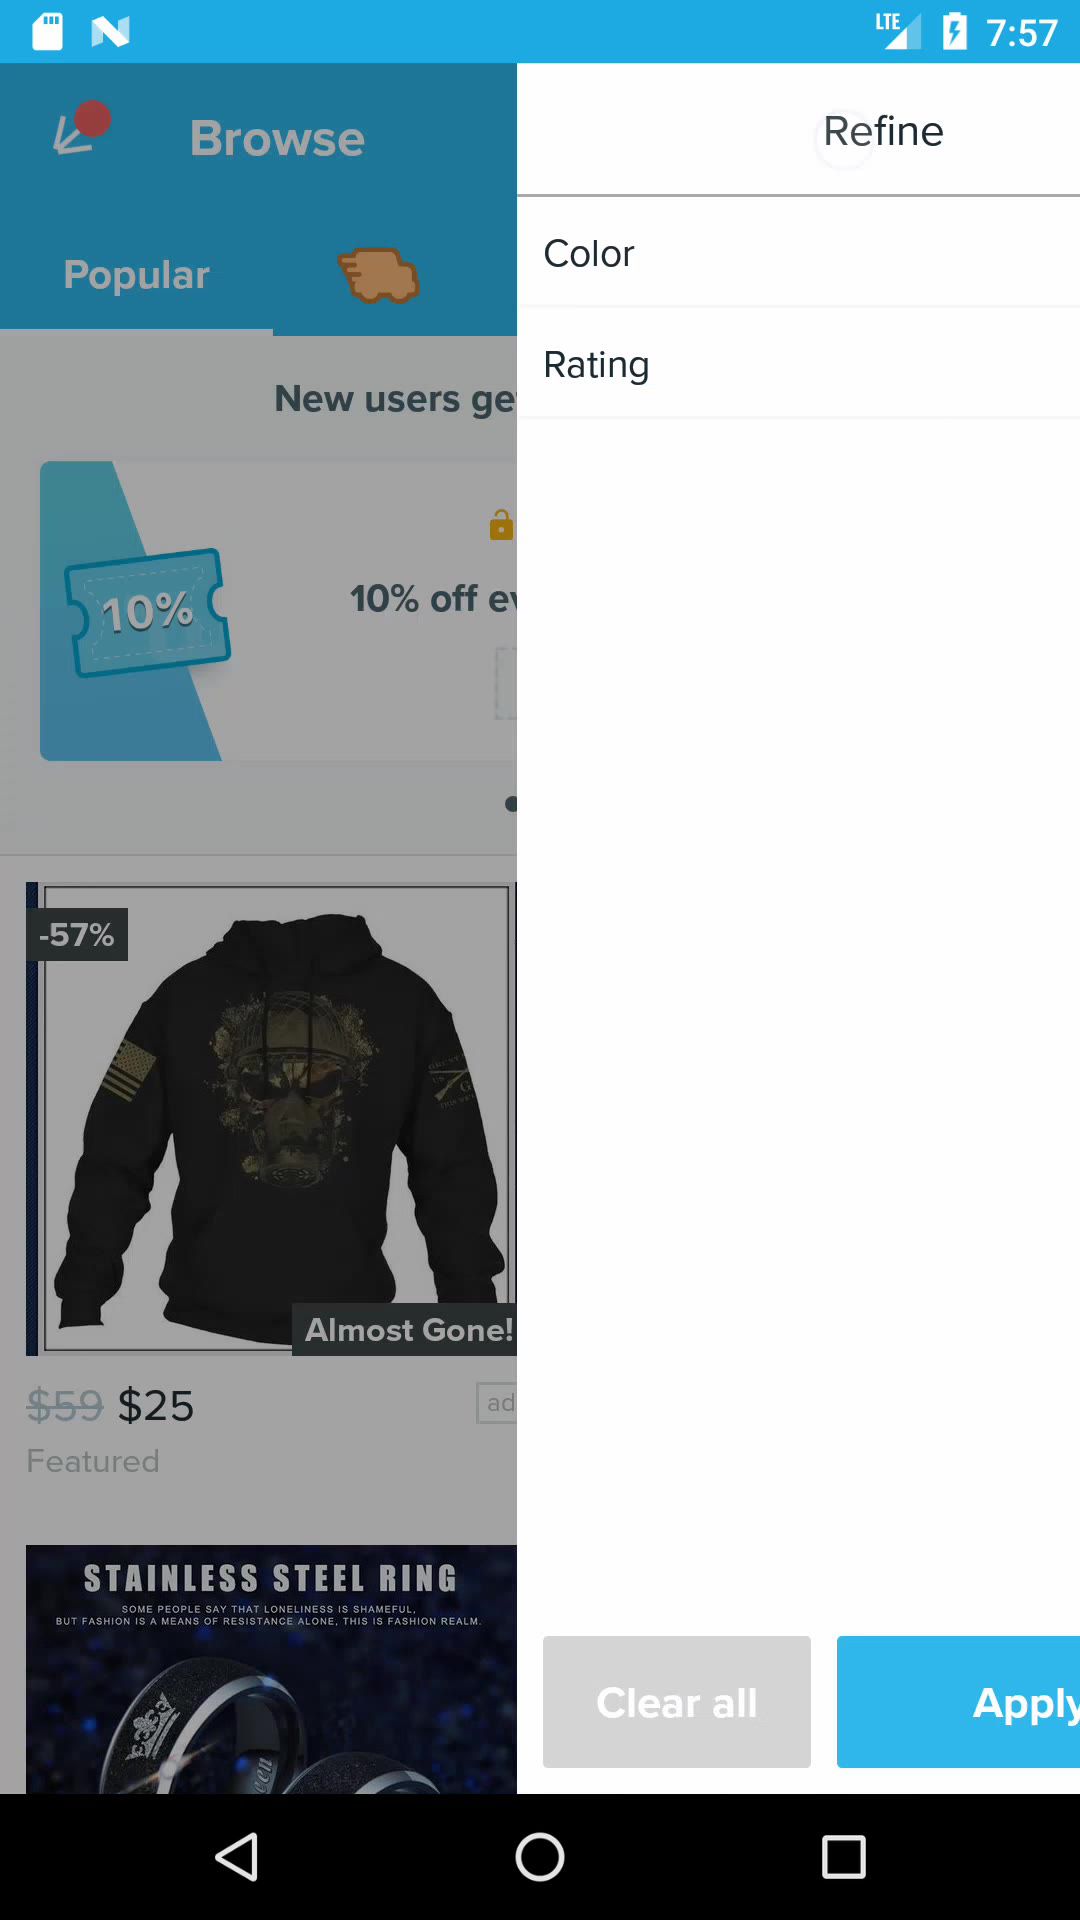 LTE 7:57
Browse
Refine
Popular
Color
Rating
New users ge
10%
10% off ev
-57%
Almost Gone!
$59 $25
ad
Featured
STAINLESS STEEL RING
SOME PEOPLE SAY THAT LONELINESS IS SHAMEFUL,
BUT FASHION IS A MEANS OF RESISTANCE ALONE, THIS IS FASHION REALM.
Clear all
Apply